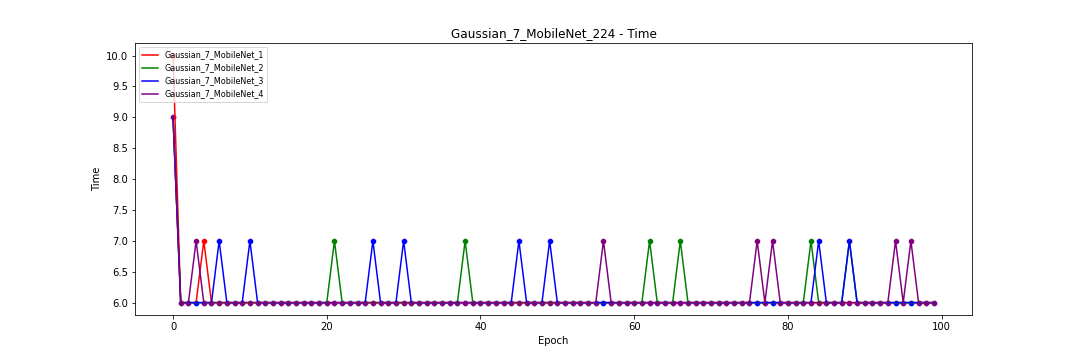 Gaussian_7_MobileNet_224 - Time
Gaussian_7_MobileNet_1
Gaussian_7_MobileNet_2
Gaussian_7_MobileNet_3
Gaussian_7_MobileNet_4
10.0
9.5
9.0
8.5
8.0
7.5
7.0
6.5
6.0
Time
0 20 40 60 80 100
Epoch